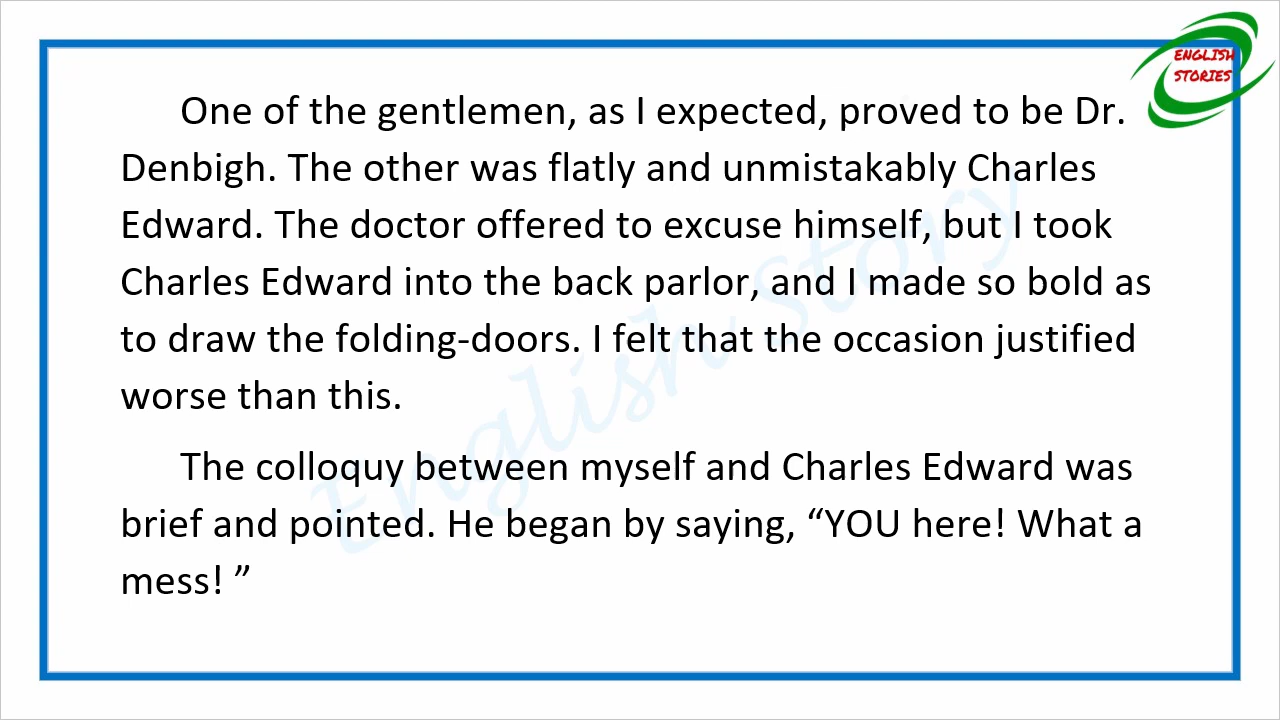 ENGLISH
STORIES
One of the gentlemen, as I expected, proved to be Dr.
Denbigh. The other was flatly and unmistakably Charles
Edward. The doctor offered to excuse himself, but I took
Charles Edward into the back parlor, and I made so bold as
to draw the folding-doors. I felt that the occasion justified
worse than this.
The colloquy between myself and Charles Edward was
brief and pointed. He began by saying, “YOU here! What a
mess! ”
English Story